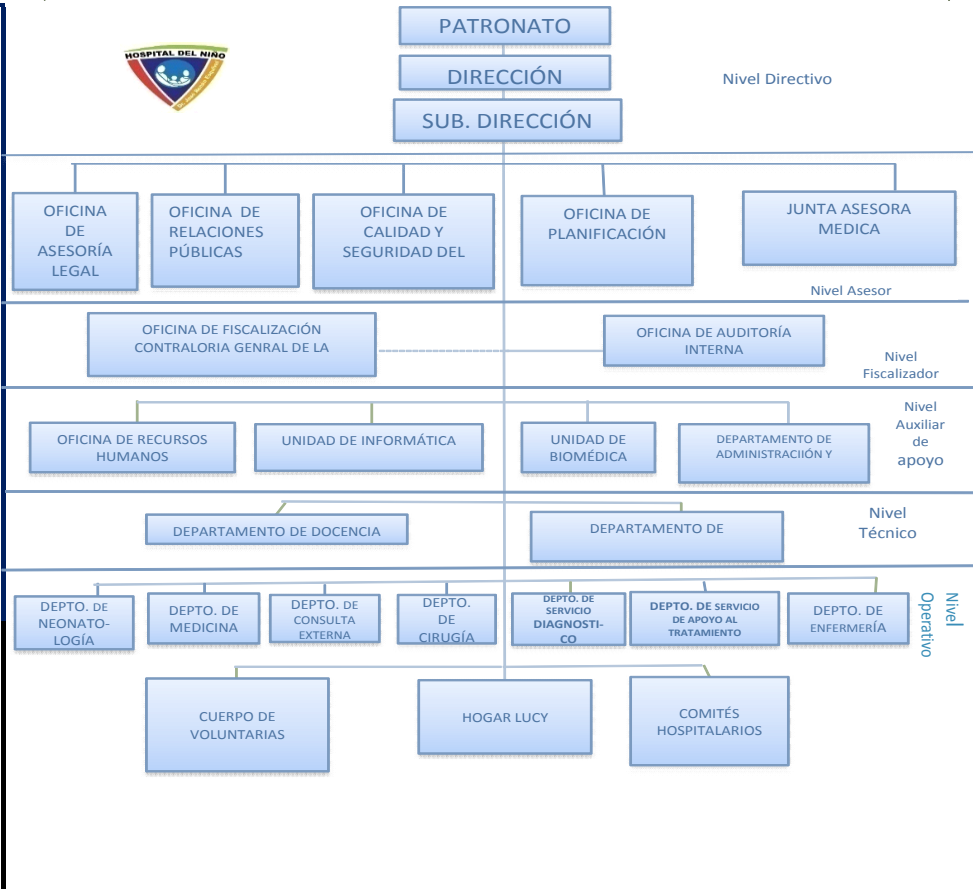 PATRONATO
HOSPITAL DEL NIÑO
DIRECCIÓN
Nivel Directivo
SUB. DIRECCIÓN
OFICINA
DE
ASESORÍA
LEGAL
OFICINA DE
RELACIONES
PÚBLICAS
OFICINA DE
CALIDAD Y
SEGURIDAD DEL
OFICINA DE
PLANIFICACIÓN
JUNTA ASESORA
MEDICA
Nivel Asesor
OFICINA DE FISCALIZACIÓN
CONTRALORIA GENRAL DE LA
OFICINA DE AUDITORÍA
INTERNA
Nivel
Fiscalizador
OFICINA DE RECURSOS
HUMANOS
UNIDAD DE INFORMÁTICA
UNIDAD DE
BIOMÉDICA
DEPARTAMENTO DE
ADMINISTRACIIÓN Y
Nivel
Auxiliar
de
apoyo
DEPARTAMENTO DE DOCENCIA
DEPARTAMENTO DE
Nivel
Técnico
DEPTO. DE
NEONATO-
LOGÍA
DEPTO. DE
MEDICINA
DEPTO. DE
CONSULTA
EXTERNA
DEPTO.
DE
CIRUGÍA
DEPTO. DE
SERVICIO
DIAGNOSTI-
CO
DEPTO. DE SERVICIO
DE APOYO AL
TRATAMIENTO
DEPTO. DE
ENFERMERÍA
Nivel
Operativo
CUERPO DE
VOLUNTARIAS
HOGAR LUCY
COMITÉS
HOSPITALARIOS